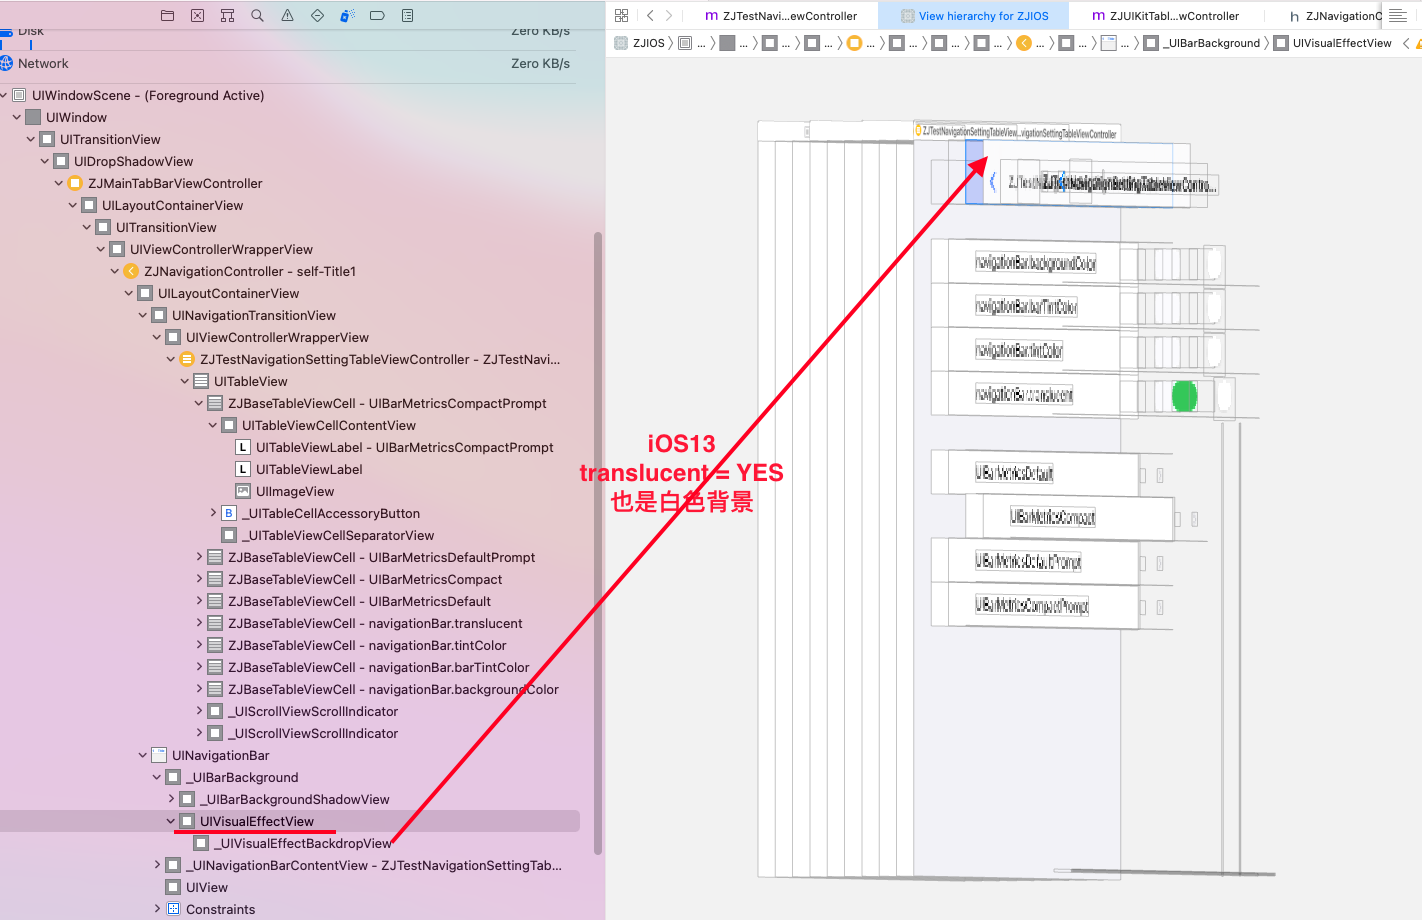 ZJTestNavi...ewController
View hierarchy for ZJIOS
ZJUIKitTabl...wController
ZJNavigationC
Disk
Zero KB/s
ZJIOS
_UIBarBackground
UIVisualEffectView
Network
Zero KB/s
UIWindowScene - (Foreground Active)
UIWindow
UITransitionView
UIDropShadowView
ZJMainTabBarViewController
UILayoutContainerView
UITransitionView
UIViewControllerWrapperView
ZJNavigationController - self-Title1
UILayoutContainerView
UINavigationTransitionView
UIViewControllerWrapperView
ZJTestNavigationSettingTableViewController - ZJTestNavi...
UITableView
ZJBaseTableViewCell - UIBarMetricsCompactPrompt
UITableViewCellContentView
UITableViewLabel - UIBarMetricsCompactPrompt
UITableViewLabel
UIImageView
_UITableCellAccessoryButton
_UITableViewCellSeparatorView
ZJBaseTableViewCell - UIBarMetricsDefaultPrompt
ZJBaseTableViewCell - UIBarMetricsCompact
ZJBaseTableViewCell - UIBarMetricsDefault
ZJBaseTableViewCell - navigationBar.translucent
ZJBaseTableViewCell - navigationBar.tintColor
ZJBaseTableViewCell - navigationBar.barTintColor
ZJBaseTableViewCell - navigationBar.backgroundColor
_UIScrollViewScrollIndicator
_UIScrollViewScrollIndicator
UINavigationBar
_UIBarBackground
_UIBarBackgroundShadowView
UIVisualEffectView
_UIVisualEffectBackdropView
_UINavigationBarContentView - ZJTestNavigationSettingTab...
UIView
Constraints
navigationBar.backgroundColor
navigationBar.barTintColor
navigationBar.tintColor
navigationBar.translucent
iOS13
translucent = YES
也是白色背景
UIBarMetricsDefault
UIBarMetricsCompact
UIBarMetricsDefaultPrompt
UIBarMetricsCompactPrompt